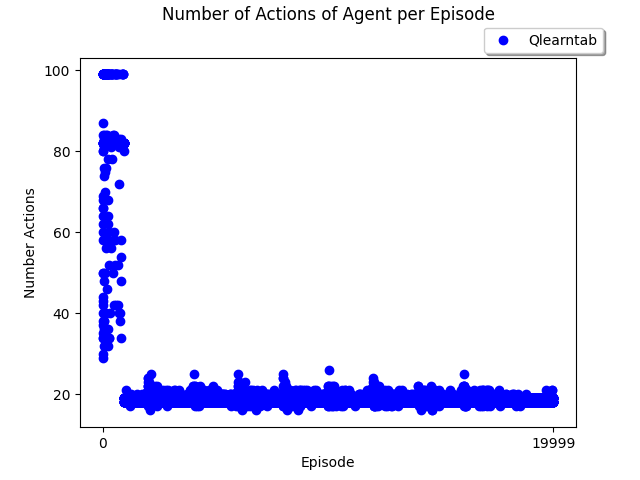 Number of Actions of Agent per Episode
Qlearntab
100
80
60
40
20
Number Actions
0
19999
Episode